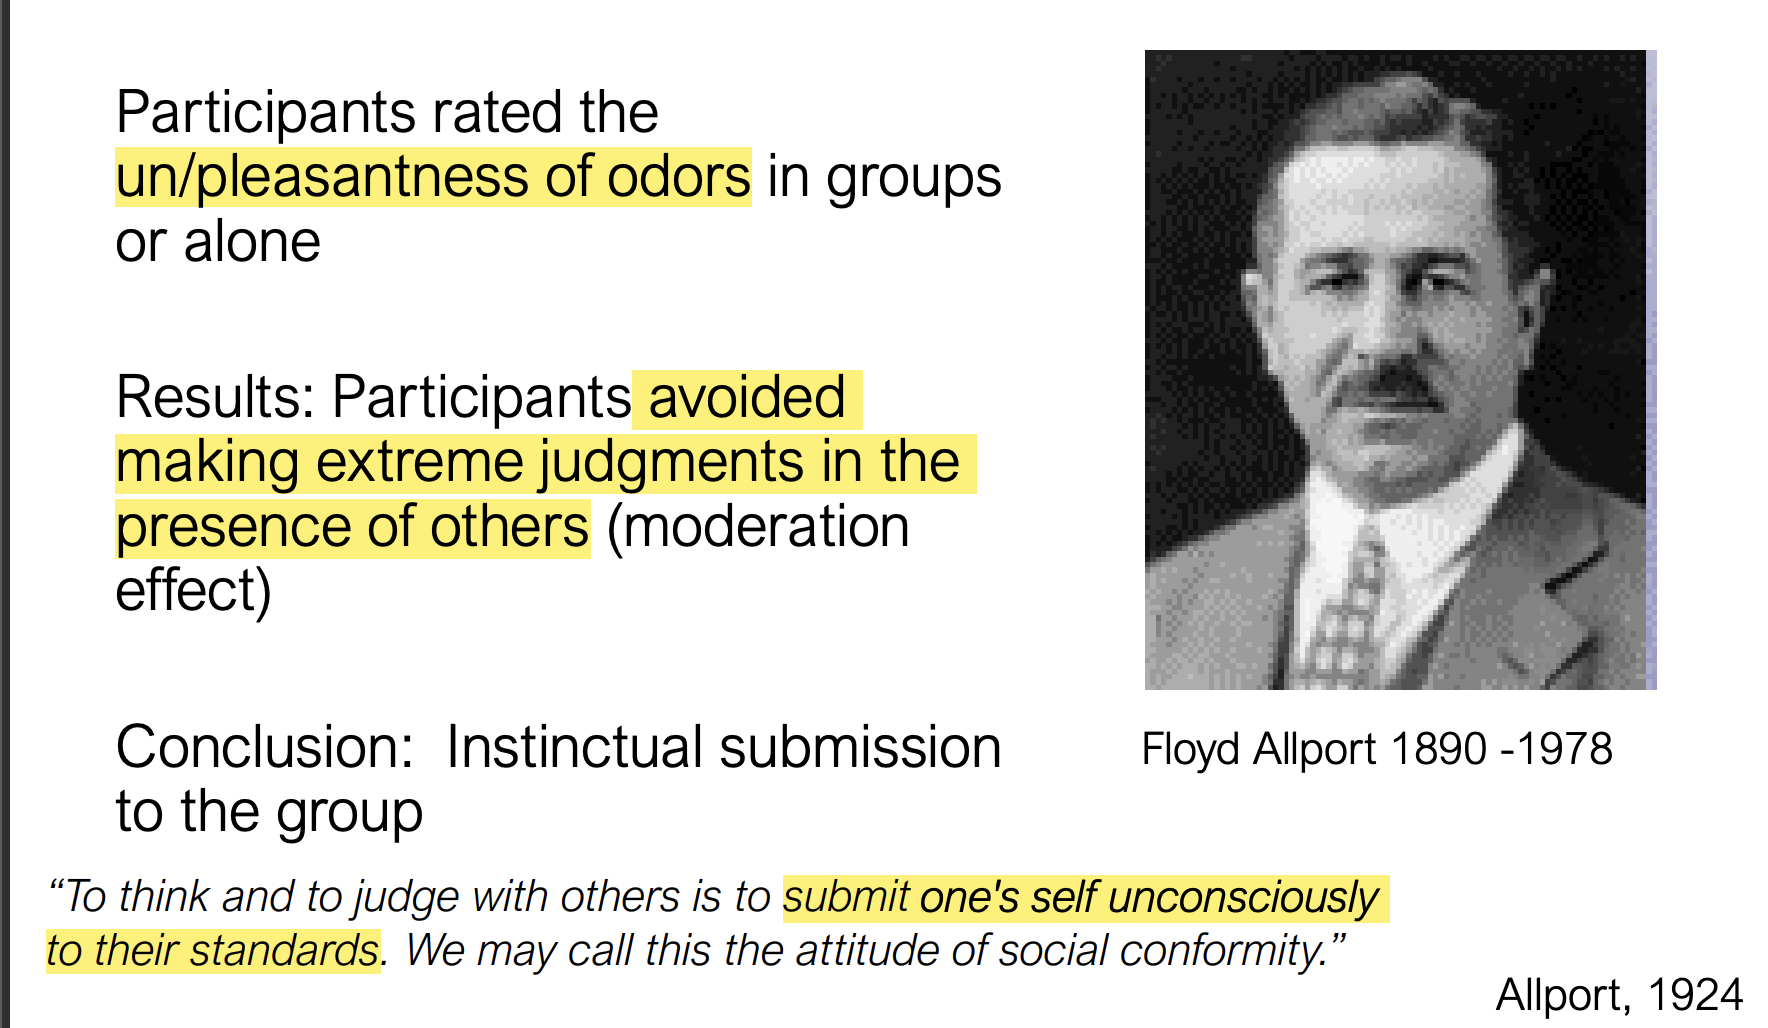 Participants rated the
un/pleasantness of odors in groups
or alone
Results: Participants avoided
making extreme judgments in the
presence of others (moderation
effect)
Conclusion:  Instinctual submission
to the group
Floyd Allport 1890 -1978
“To think and to judge with others is to submit one's self unconsciously
to their standards. We may call this the attitude of social conformity.”
Allport, 1924